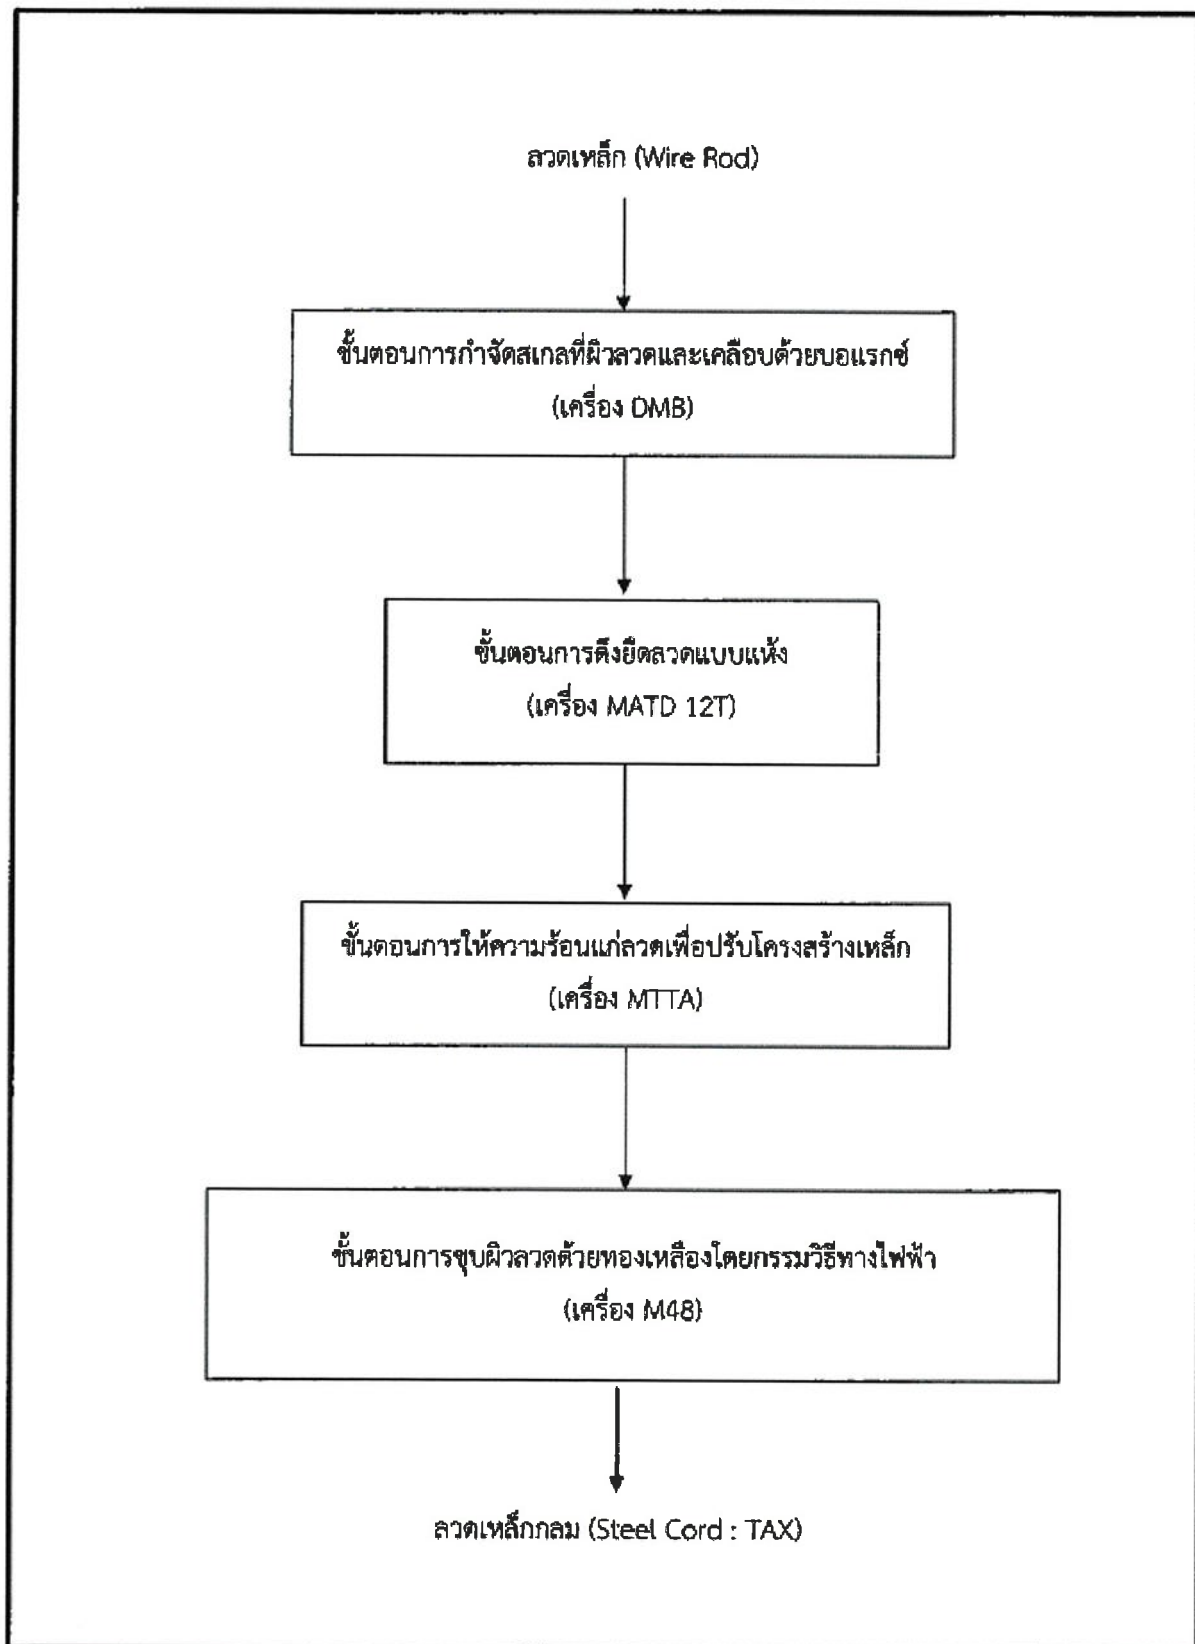 ลวดเหล็ก (Wire Rod)
ขั้นตอนการกำจัดสเกลที่ผิวลวดและเคลือบด้วยบอแรกซ์
(เครื่อง DMB)
ขั้นตอนการดึงยืดลวดแบบแห้ง
(เครื่อง MATD 12T)
ขั้นตอนการให้ความร้อนแก่ลวดเพื่อปรับโครงสร้างเหล็ก
(เครื่อง MTTA)
ขั้นตอนการชุบผิวลวดด้วยทองเหลืองโดยกรรมวิธีทางไฟฟ้า
(เครื่อง M48)
ลวดเหล็กกลม (Steel Cord : TAX)